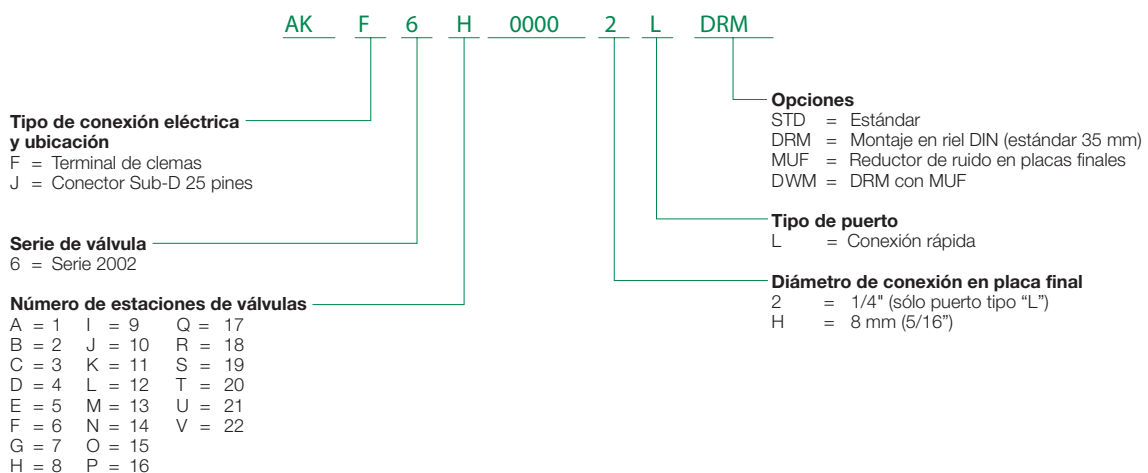 AK F 6 H 0000 2 L DRM
Tipo de conexión eléctrica
y ubicación
F = Terminal de clemas
J = Conector Sub-D 25 pines
Serie de válvula
6 = Serie 2002
Número de estaciones de válvulas
A = 1 I = 9 Q = 17
B = 2 J = 10 R = 18
C = 3 K = 11 S = 19
D = 4 L = 12 T = 20
E = 5 M = 13 U = 21
F = 6 N = 14 V = 22
G = 7 O = 15
H = 8 P = 16
Opciones
STD = Estándar
DRM = Montaje en riel DIN (estándar 35 mm)
MUF = Reductor de ruido en placas finales
DWM = DRM con MUF
Tipo de puerto
L = Conexión rápida
Diámetro de conexión en placa final
2 = 1/4" (sólo puerto tipo “L”)
H = 8 mm (5/16”)